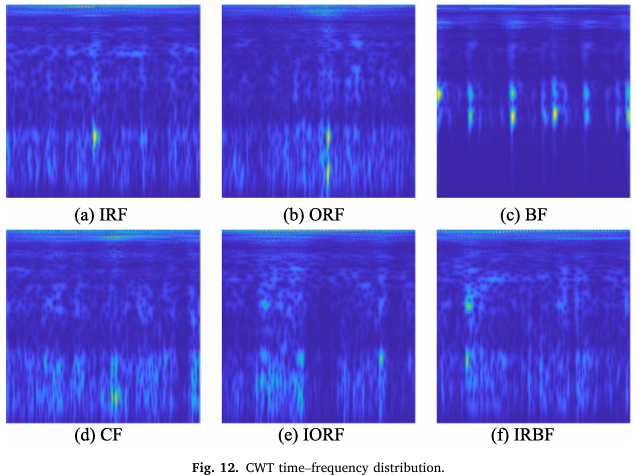 (a) IRF (b) ORF (c) BF
(d) CF (e) IORF (f) IRBF
Fig. 12. CWT time–frequency distribution.